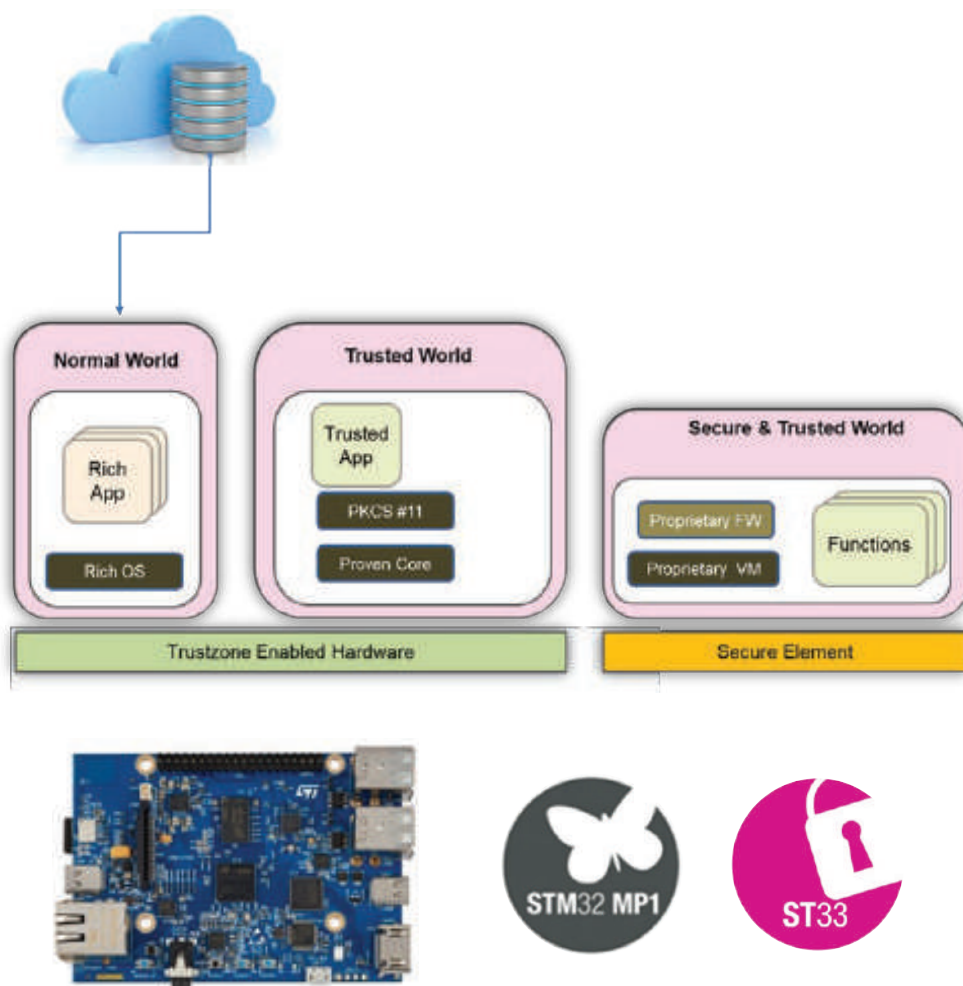 Normal World
Trusted World
Rich
App
Rich OS
Trusted
App
PKCS #11
Proven Core
Secure & Trusted World
Proprietary FW
Proprietary VM
Functions
Trustzone Enabled Hardware
Secure Element
STM32 MP1
ST33